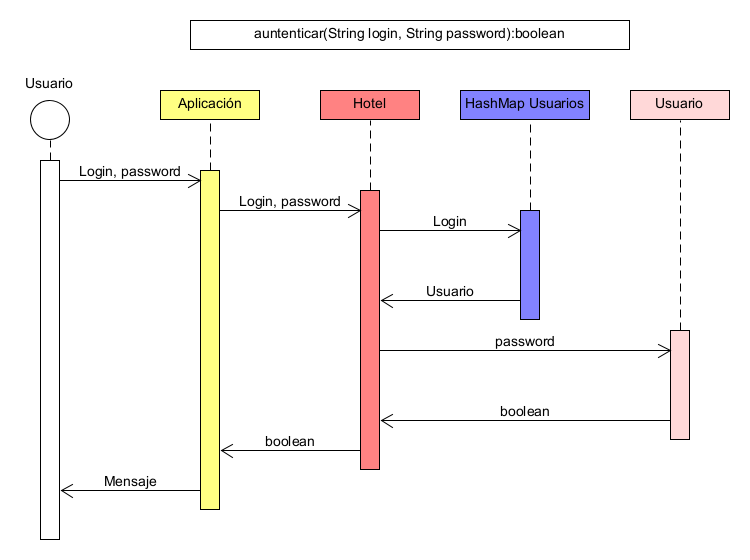 auntenticar(String login, String password):boolean
Usuario
Aplicación
Hotel
HashMap Usuarios
Usuario
Login, password
Login, password
Login
Usuario
password
boolean
boolean
Mensaje